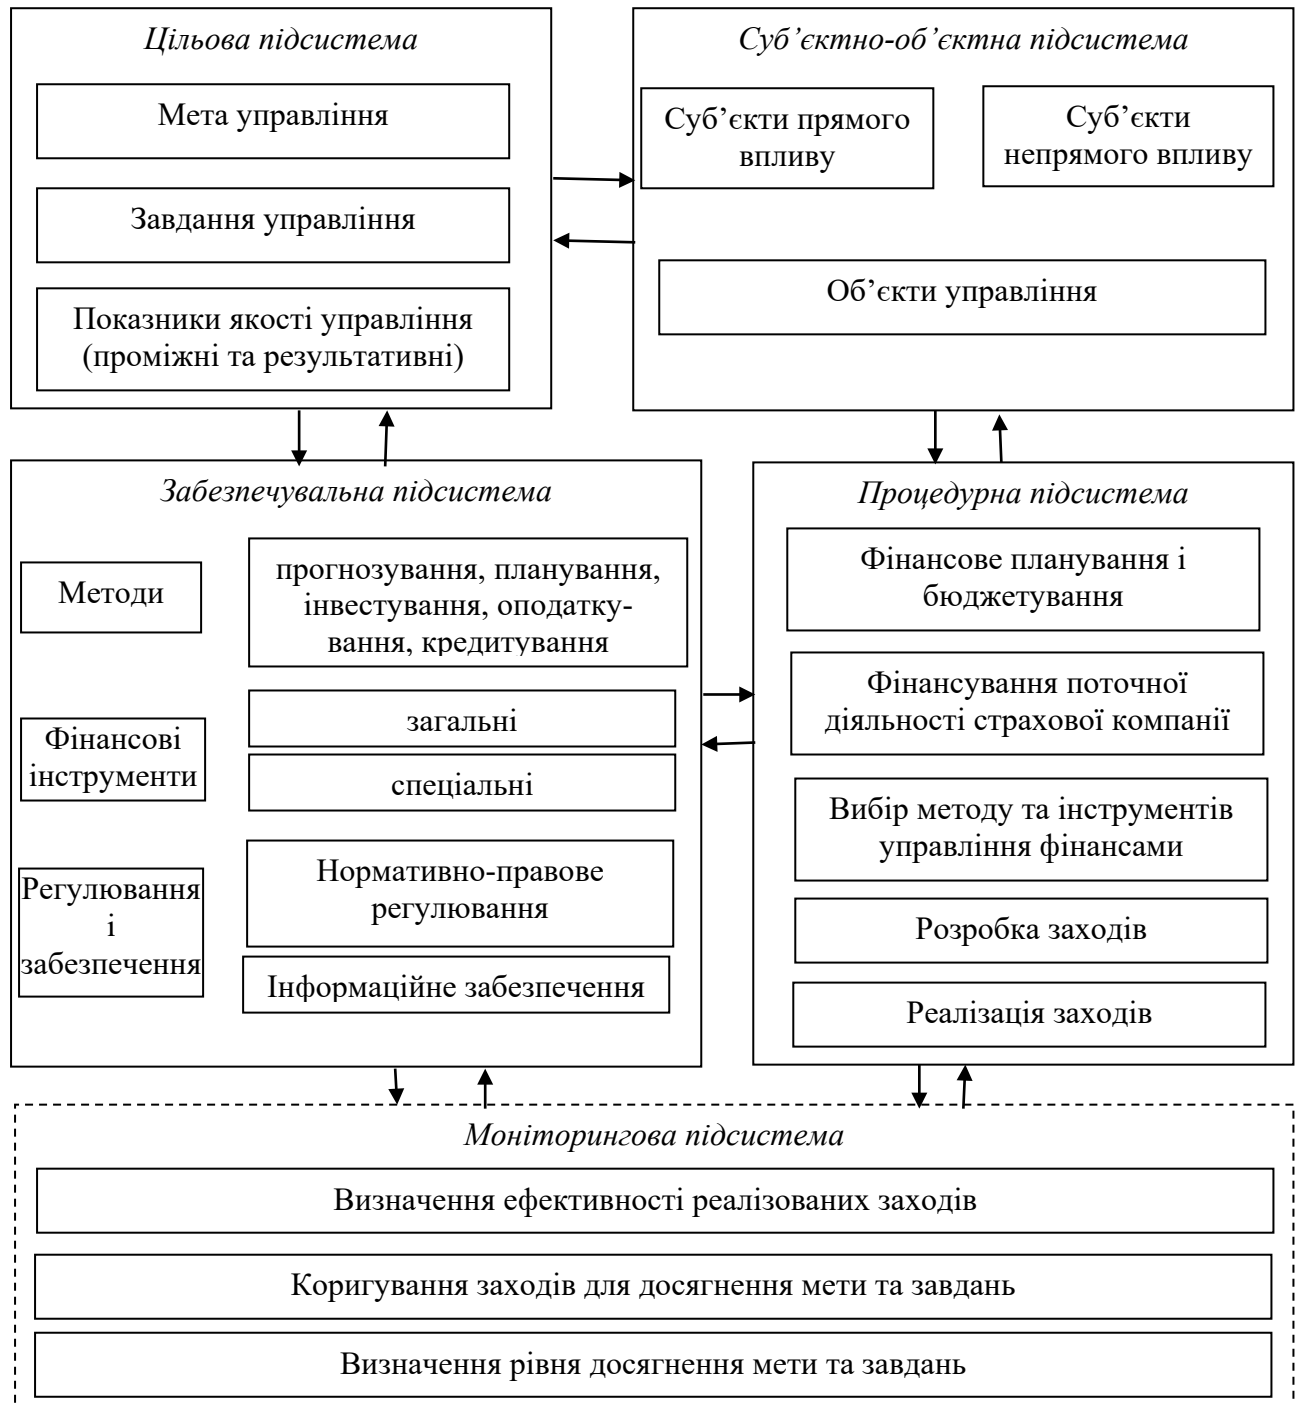 Цільова підсистема
Мета управління
Завдання управління
Показники якості управління
(проміжні та результативні)
Суб’єктно-об’єктна підсистема
Суб’єкти прямого
впливу
Суб’єкти
непрямого впливу
Об’єкти управління
Забезпечувальна підсистема
Методи
прогнозування, планування,
інвестування, оподатку-
вання, кредитування
Фінансові
інструменти
загальні
спеціальні
Регулювання
і
забезпечення
Нормативно-правове
регулювання
Інформаційне забезпечення
Процедурна підсистема
Фінансове планування і
бюджетування
Фінансування поточної
діяльності страхової компанії
Вибір методу та інструментів
управління фінансами
Розробка заходів
Реалізація заходів
Моніторингова підсистема
Визначення ефективності реалізованих заходів
Коригування заходів для досягнення мети та завдань
Визначення рівня досягнення мети та завдань